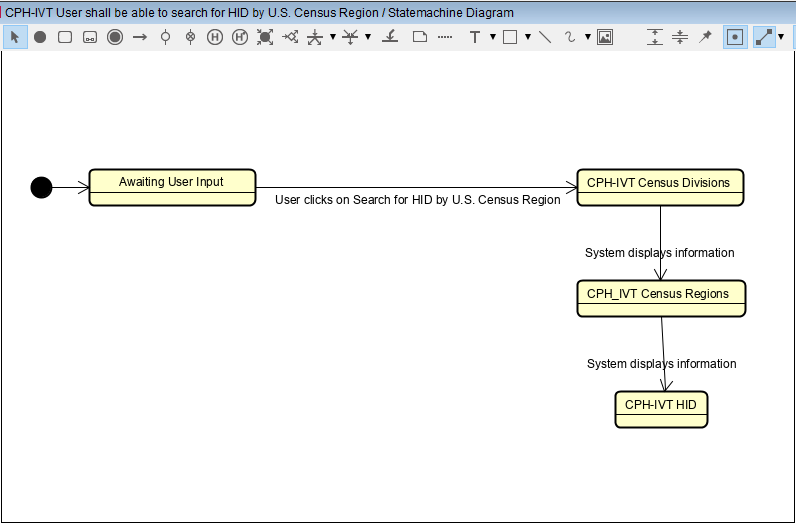 CPH-IVT User shall be able to search for HID by U.S. Census Region / Statemachine Diagram
H H*
T
Awaiting User Input
CPH-IVT Census Divisions
User clicks on Search for HID by U.S. Census Region
System displays information
CPH_IVT Census Regions
System displays information
CPH-IVT HID